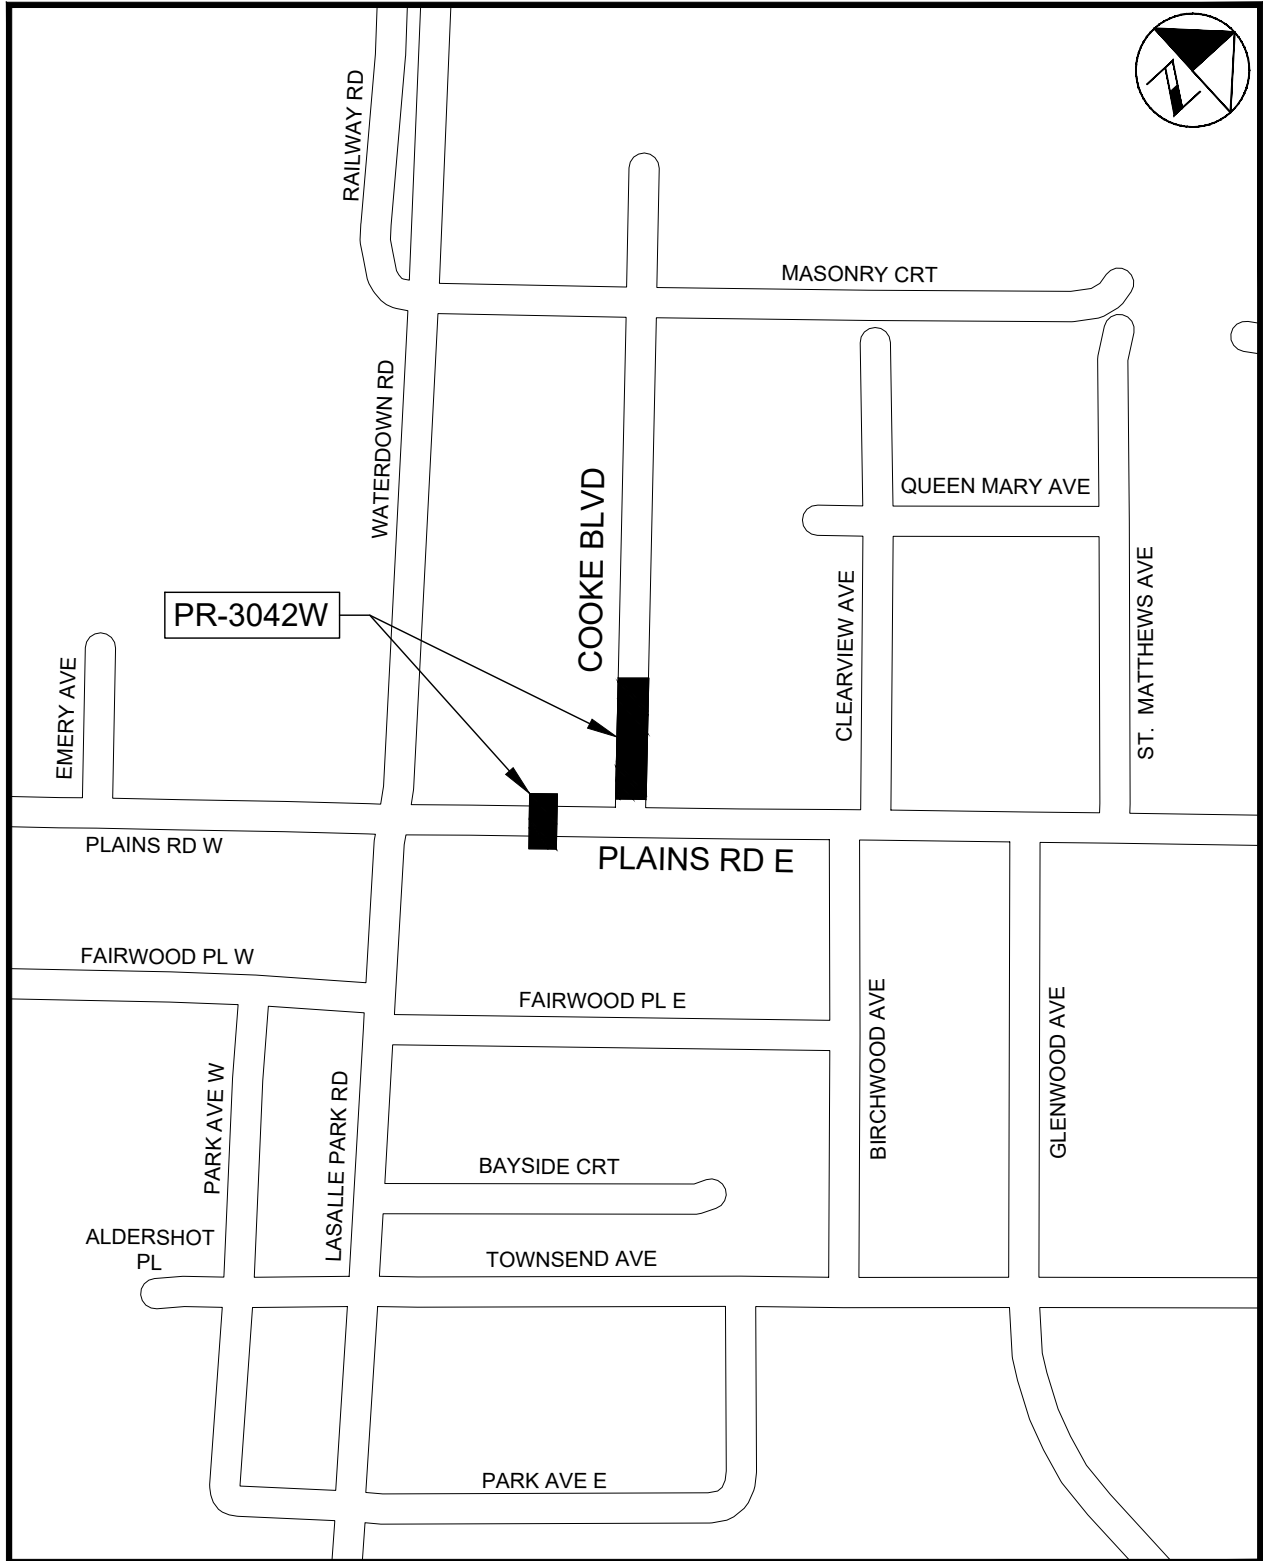 RAILWAY RD
MASONRY CRT
WATERDOWN RD
COOKE BLVD
QUEEN MARY AVE
CLEARVIEW AVE
ST. MATTHEWS AVE
PR-3042W
EMERY AVE
PLAINS RD W
PLAINS RD E
FAIRWOOD PL W
FAIRWOOD PL E
BIRCHWOOD AVE
GLENWOOD AVE
PARK AVE W
LASALLE PARK RD
BAYSIDE CRT
ALDERSHOT
PL
TOWNSEND AVE
PARK AVE E
N